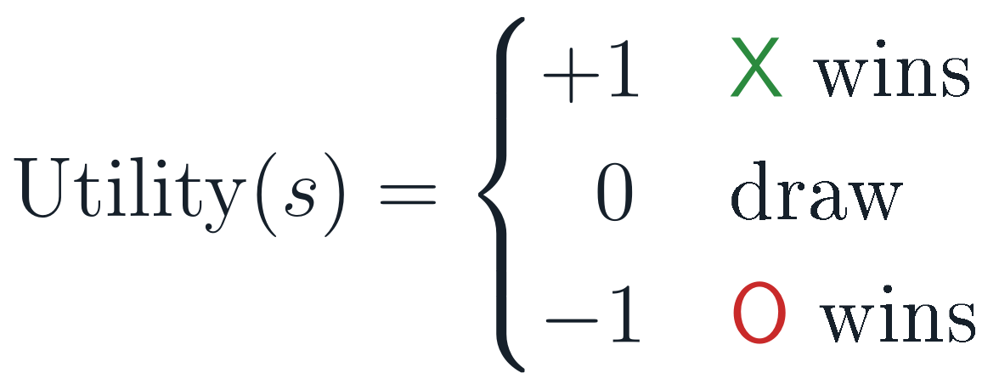 +1 X wins
Utility(s) = { 0 draw
−1 O wins